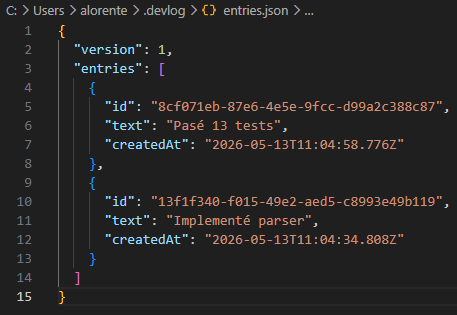 C: > Users > alorente > .devlog > {} entries.json > ...
1 {
2 "version": 1,
3 "entries": [
4 {
5 "id": "8cf071eb-87e6-4e5e-9fcc-d99a2c388c87",
6 "text": "Pasé 13 tests",
7 "createdAt": "2026-05-13T11:04:58.776Z"
8 },
9 {
10 "id": "13f1f340-f015-49e2-aed5-c8993e49b119",
11 "text": "Implementé parser",
12 "createdAt": "2026-05-13T11:04:34.808Z"
13 }
14 ]
15 }